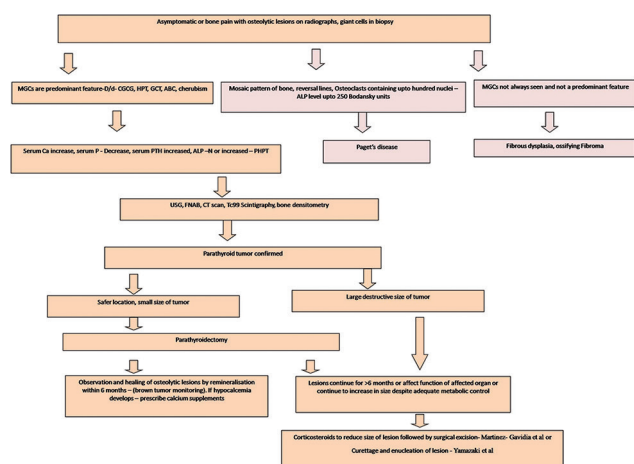 Asymptomatic or bone pain with osteolytic lesions on radiographs, giant cells in biopsy
MGCs are predominant feature-D/d- CGCG, HPT, GCT, ABC, cherubism
Mosaic pattern of bone, reversal lines, Osteoclasts containing upto hundred nuclei –
ALP level upto 250 Bodansky units
MGCs not always seen and not a predominant feature
Serum Ca increase, serum P - Decrease, serum PTH increased, ALP –N or increased – PHPT
Paget's disease
Fibrous dysplasia, ossifying Fibroma
USG, FNAB, CT scan, Tc99 Scintigraphy, bone densitometry
Parathyroid tumor confirmed
Safer location, small size of tumor
Large destructive size of tumor
Parathyroidectomy
Observation and healing of osteolytic lesions by remineralisation
within 6 months – (brown tumor monitoring). If hypocalcemia
develops – prescribe calcium supplements
Lesions continue for >6 months or affect function of affected organ or
continue to increase in size despite adequate metabolic control
Corticosteroids to reduce size of lesion followed by surgical excision- Martinez- Gavidia et al or
Curettage and enucleation of lesion – Yamazaki et al